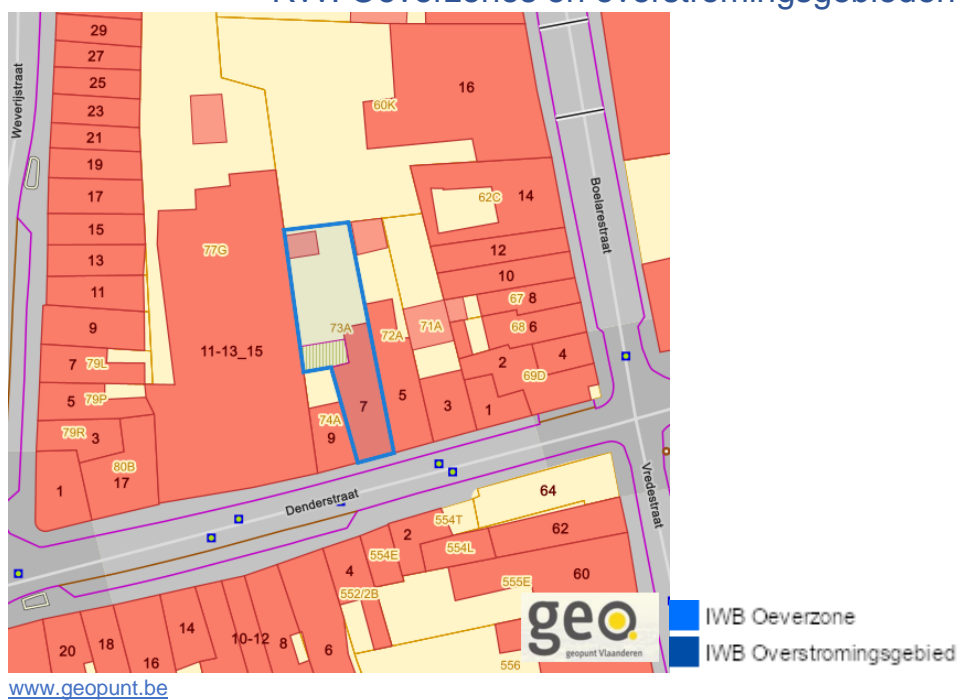 KRW Oeverzones en overstromingsgebieden
29
27
25
23
21
19
17
15
13
11
9
7 79L
5 79P
79R 3
80B
1 17
Weverijstraat
60K
16
77G
11-13_15
62C
14
Boelarestraat
12
10
67 8
68 6
2 4
69D
73A
72A
71A
7
5
3
1
74A
9
Denderstraat
Vredestraat
64
554T
2
554L
62
554E
4
552/2B
555E
60
14
10-12
8
6
20
18
16
556
geo
geopunt Vlaanderen
IWB Oeverzone
IWB Overstromingsgebied
www.geopunt.be